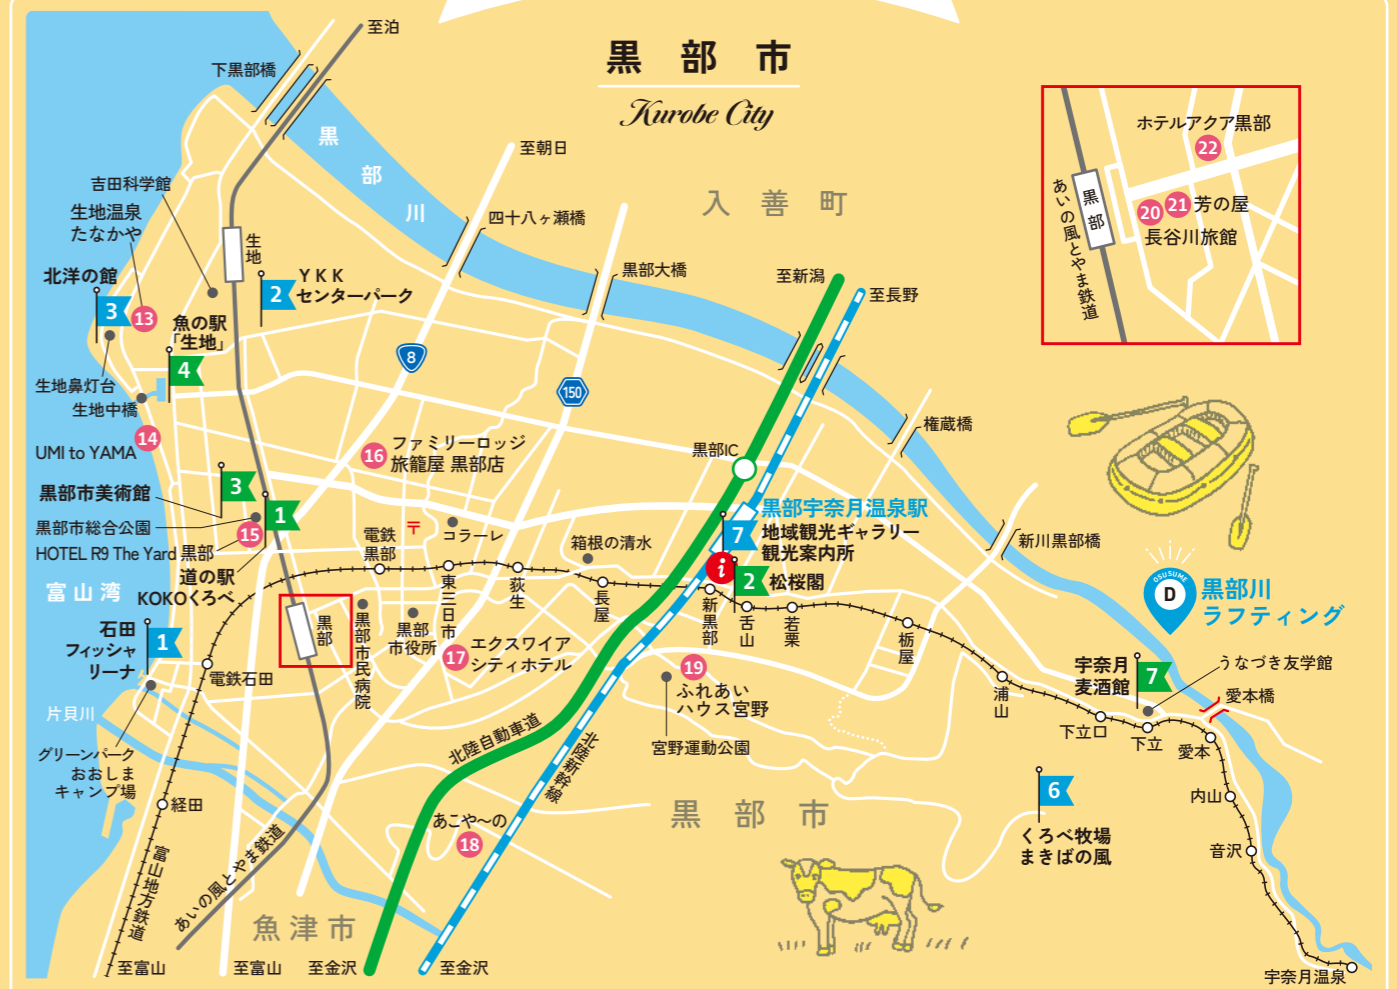 黒部市
Kurobe City
至泊
下黒部橋
黒部川
至朝日
四十八ヶ瀬橋
入善町
黒部大橋
至新潟
至長野
吉田科学館
生地温泉
たなかや
北洋の館
3
13
生地
2
YKK
センターパーク
魚の駅
「生地」
4
生地鼻灯台
生地中橋
8
150
14
UMI to YAMA
16
ファミリーロッジ
旅籠屋 黒部店
黒部IC
権蔵橋
黒部市美術館
3
1
黒部市総合公園
15
HOTEL R9 The Yard 黒部
道の駅
KOKOくろべ
富山湾
電鉄
黒部
〒
コラーレ
箱根の清水
黒部宇奈月温泉駅
7
地域観光ギャラリー
観光案内所
i
2
松桜閣
新川黒部橋
東三日市
荻生
長屋
新黒部
舌山
若栗
栃屋
浦山
下立口
下立
愛本
内山
音沢
宇奈月温泉
石田
フィッシャ
リーナ
1
電鉄石田
黒部
黒部市民病院
黒部
市役所
17
エクスワイア
シティホテル
19
ふれあい
ハウス宮野
宮野運動公園
片貝川
グリーンパーク
おおしま
キャンプ場
経田
北陸自動車道
北陸新幹線
あこや〜の
18
黒部市
富山地方鉄道
あいの風とやま鉄道
魚津市
至富山
至富山
至金沢
至金沢
OSUSUME
D
黒部川
ラフティング
宇奈月
麦酒館
7
うなづき友学館
愛本橋
6
くろべ牧場
まきばの風
ホテルアクア黒部
22
黒部
あいの風とやま鉄道
20
21
芳の屋
長谷川旅館